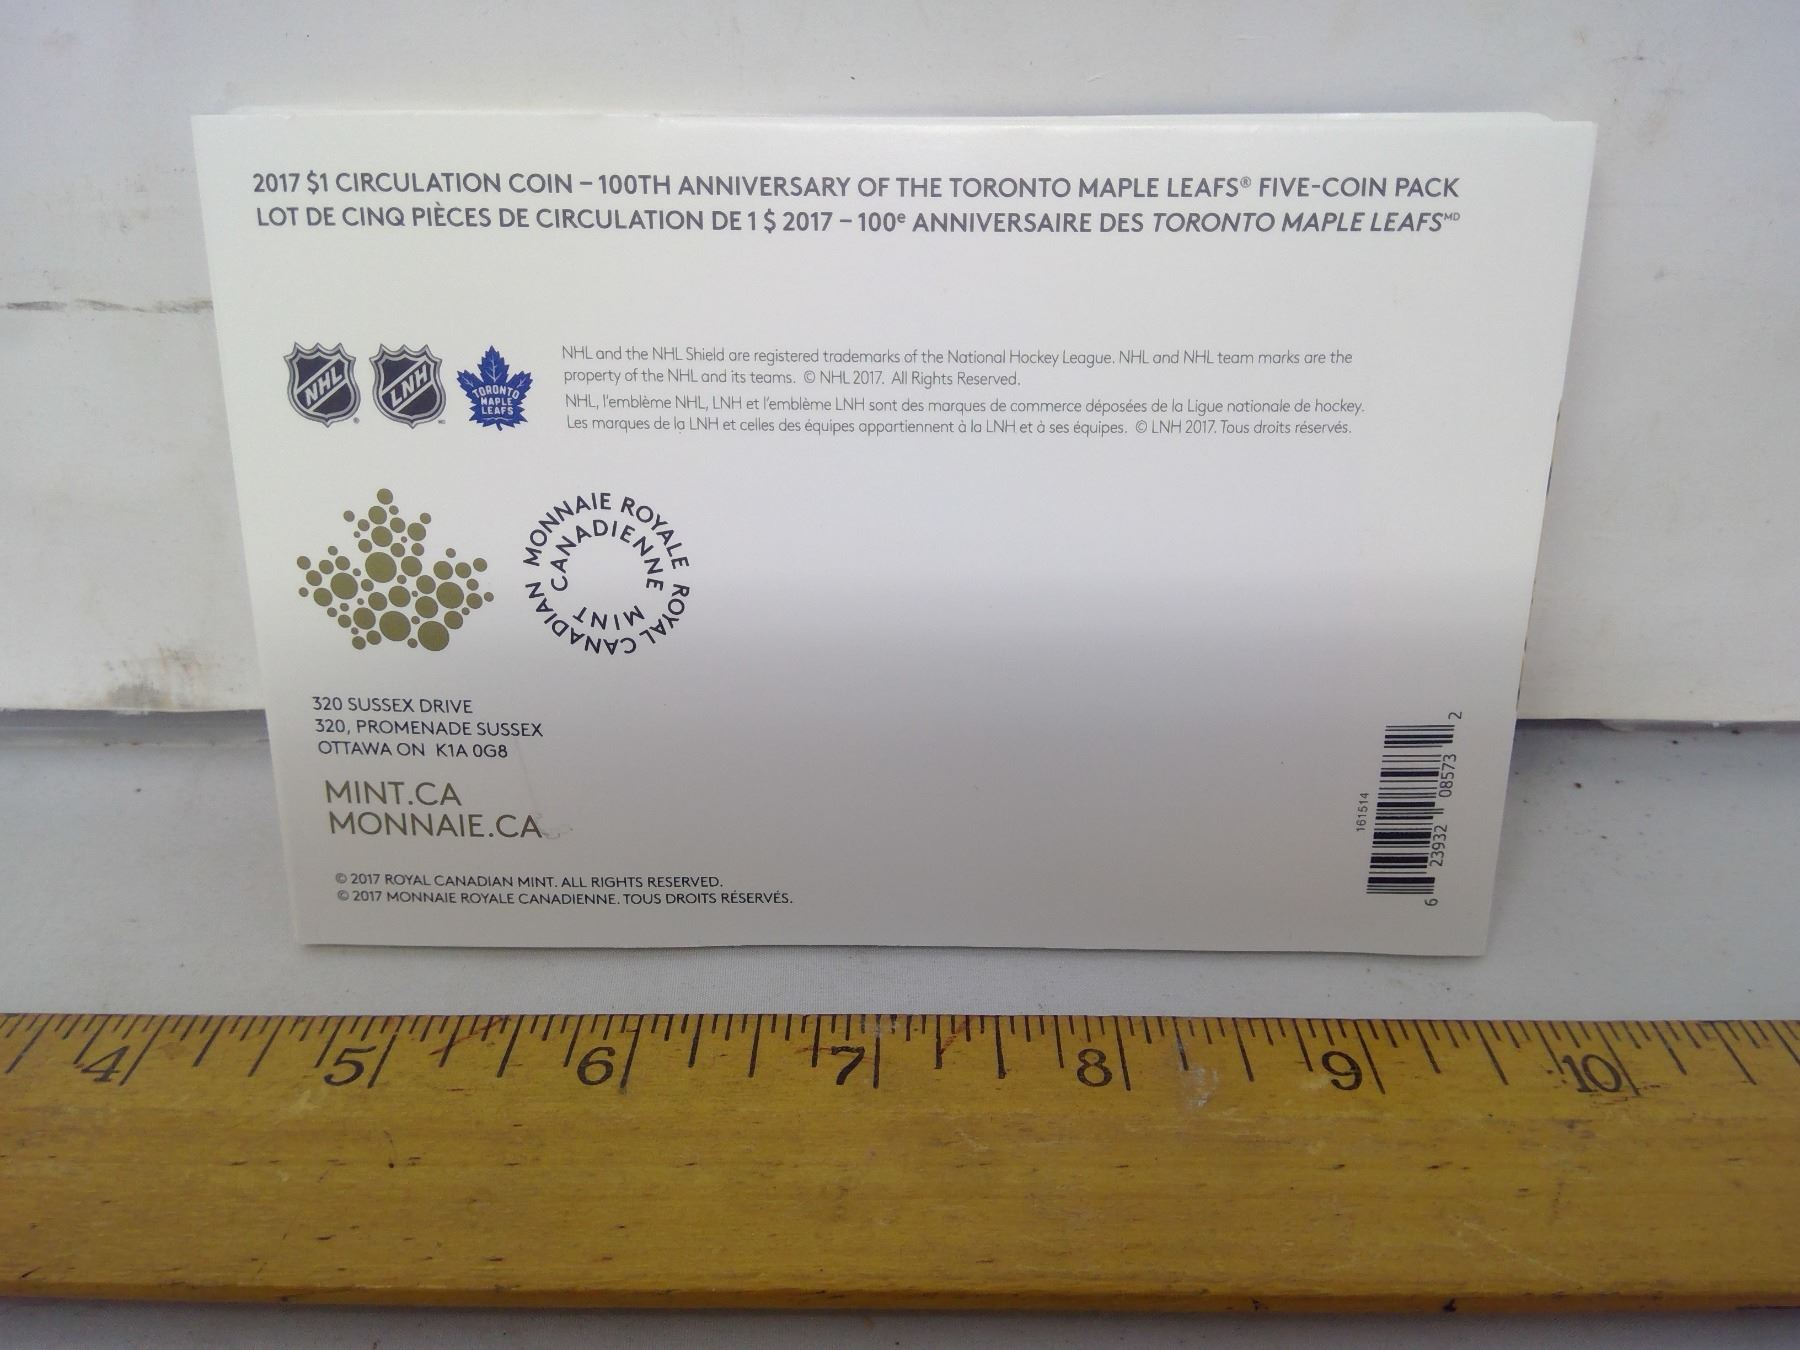 2017 $1 CIRCULATION COIN – 100TH ANNIVERSARY OF THE TORONTO MAPLE LEAFS® FIVE-COIN PACK
LOT DE CINQ PIÈCES DE CIRCULATION DE 1 $ 2017 – 100e ANNIVERSAIRE DES TORONTO MAPLE LEAFSMD
NHL ®
LNH MD
TORONTO
MAPLE
LEAFS
NHL and the NHL Shield are registered trademarks of the National Hockey League. NHL and NHL team marks are the
property of the NHL and its teams. © NHL 2017. All Rights Reserved.
NHL, l'emblème NHL, LNH et l'emblème LNH sont des marques de commerce déposées de la Ligue nationale de hockey.
Les marques de la LNH et celles des équipes appartiennent à la LNH et à ses équipes. © LNH 2017. Tous droits réservés.
MONNAIE ROYALE
CANADIENNE
ROYAL CANADIAN
MINT
320 SUSSEX DRIVE
320, PROMENADE SUSSEX
OTTAWA ON K1A 0G8
MINT.CA
MONNAIE.CA
© 2017 ROYAL CANADIAN MINT. ALL RIGHTS RESERVED.
© 2017 MONNAIE ROYALE CANADIENNE. TOUS DROITS RÉSERVÉS.
161514
6 23932 08573 2
4 5 6 7 8 9 10